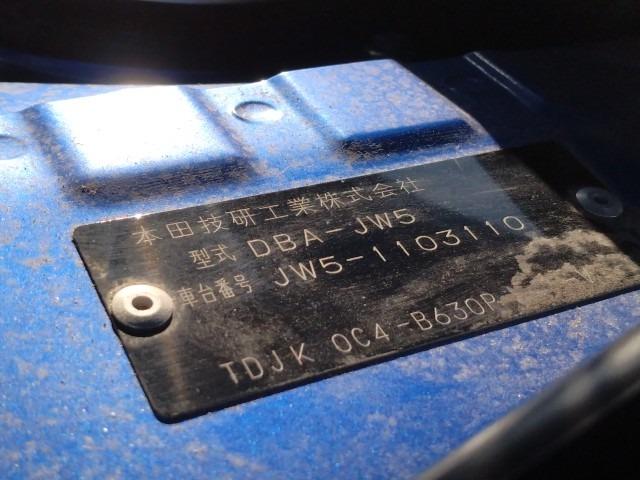 本田技研工業株式会社
型式 DBA-JW5
車台番号 JW5-1103110
TDJK 0C4-B630P